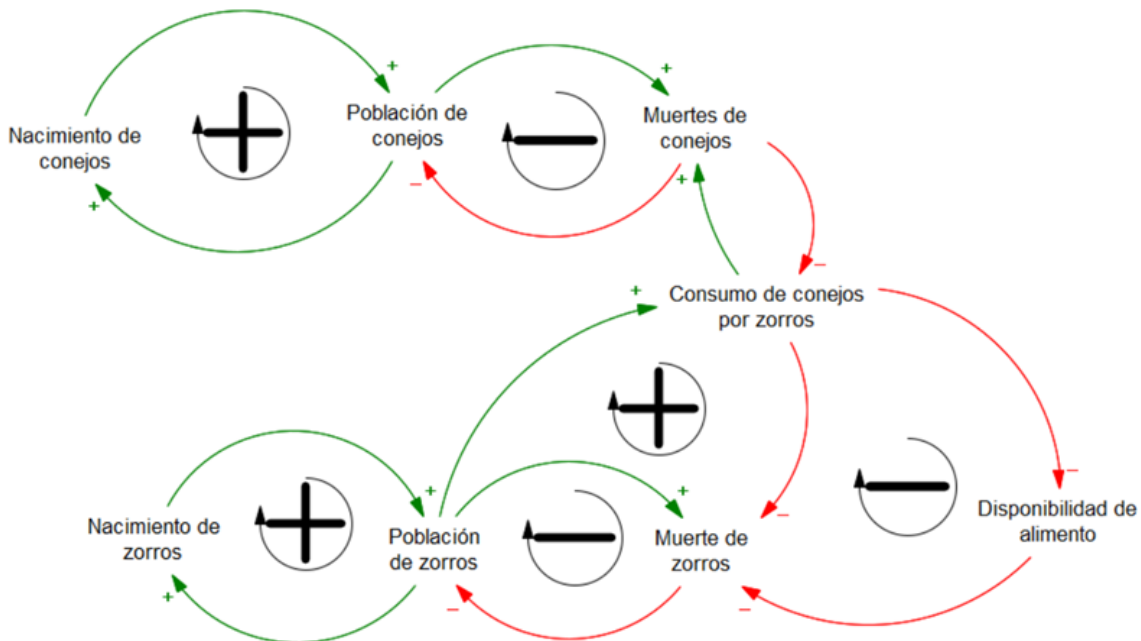 Nacimiento de
conejos
Población de
conejos
Muertes de
conejos
Consumo de conejos
por zorros
Nacimiento de
zorros
Población
de zorros
Muerte de
zorros
Disponibilidad de
alimento